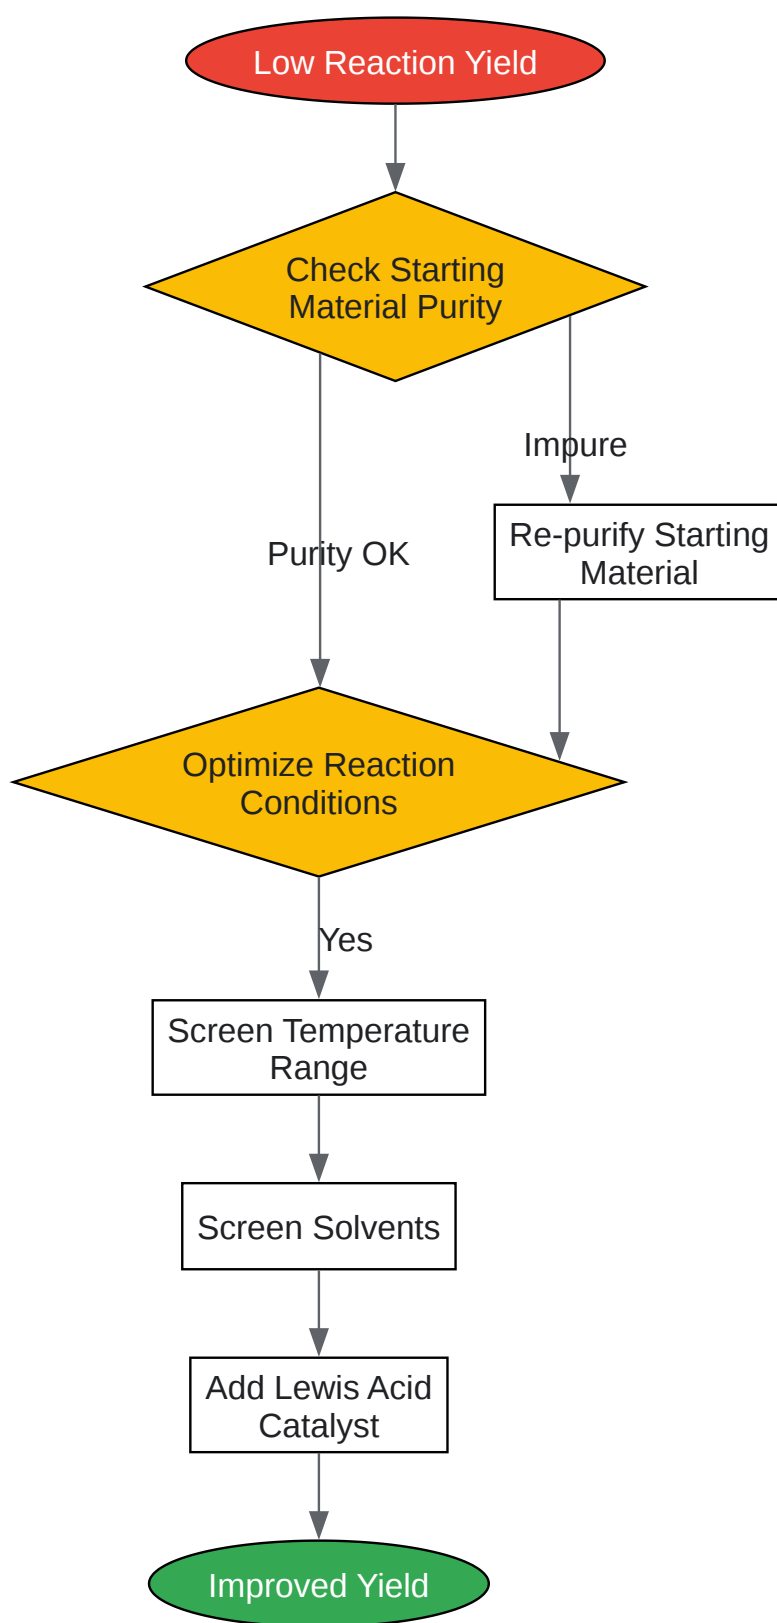 Low Reaction Yield
Check Starting
Material Purity
Impure
Re-purify Starting
Material
Purity OK
Optimize Reaction
Conditions
Yes
Screen Temperature
Range
Screen Solvents
Add Lewis Acid
Catalyst
Improved Yield